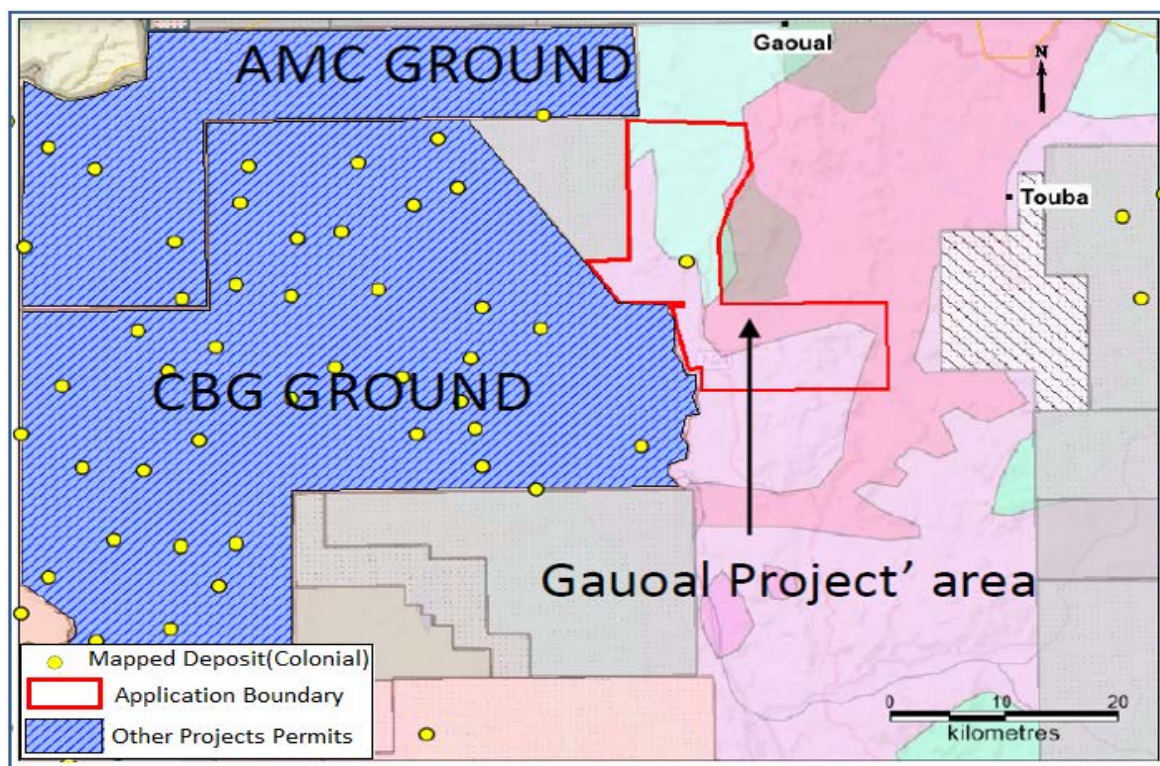 AMC GROUND
Gaoual
N
Touba
CBG GROUND
Gauoal Project' area
Mapped Deposit(Colonial)
Application Boundary
Other Projects Permits
0 10 20
kilometres